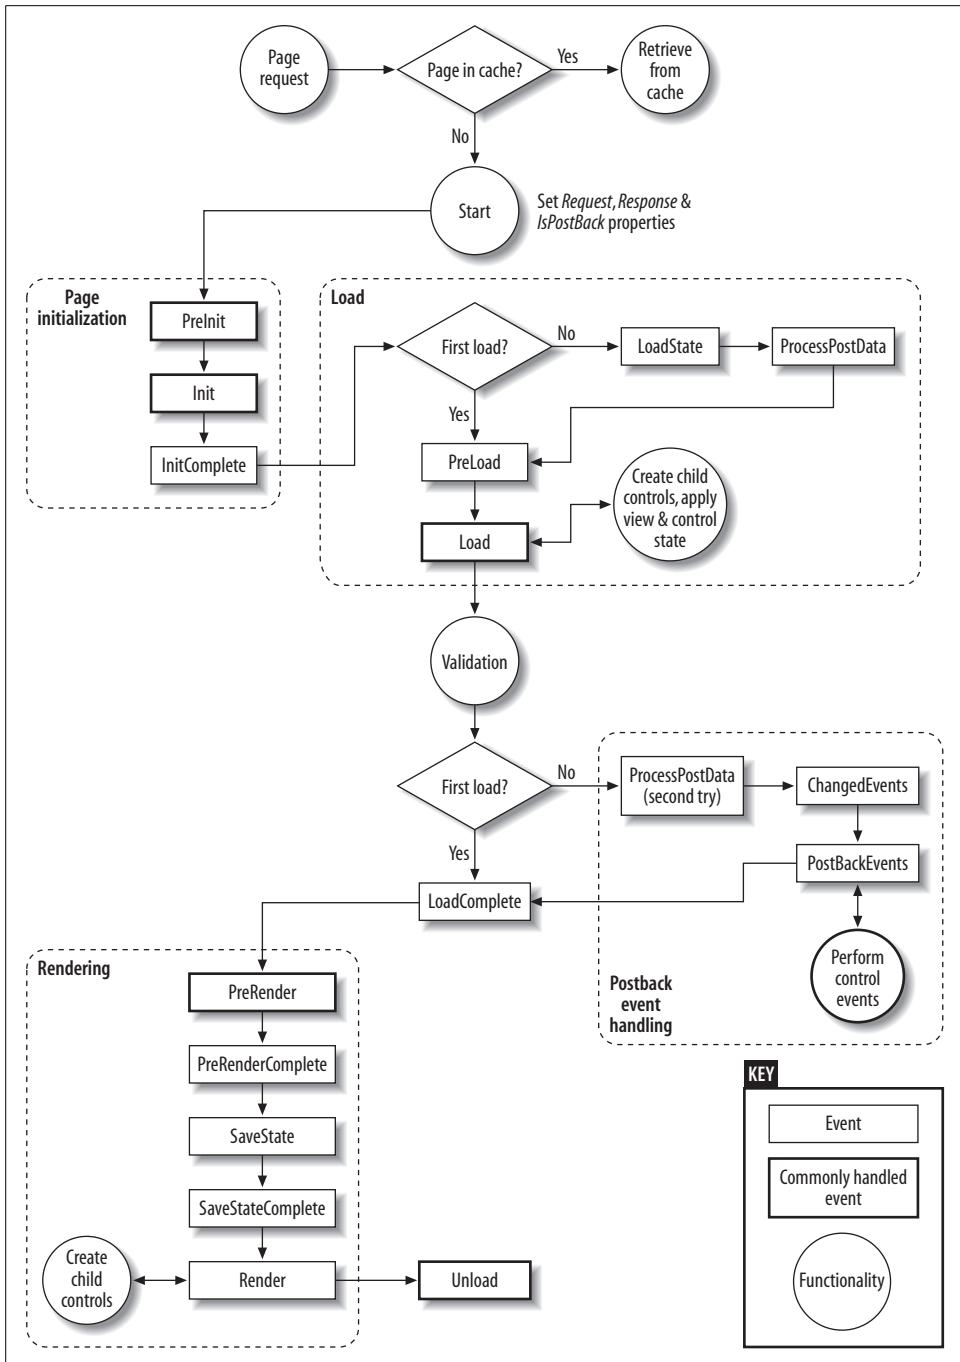 Page
request
Page in cache?
Yes
Retrieve
from
cache
No
Start
Set Request, Response &
IsPostBack properties
Page
initialization
PreInit
Init
InitComplete
Load
First load?
No
LoadState
ProcessPostData
Yes
PreLoad
Create child
controls, apply
view & control
state
Load
Validation
First load?
No
ProcessPostData
(second try)
ChangedEvents
Yes
PostBackEvents
LoadComplete
Perform
control
events
Postback
event
handling
Rendering
PreRender
PreRenderComplete
SaveState
SaveStateComplete
Create
child
controls
Render
Unload
KEY
Event
Commonly handled
event
Functionality